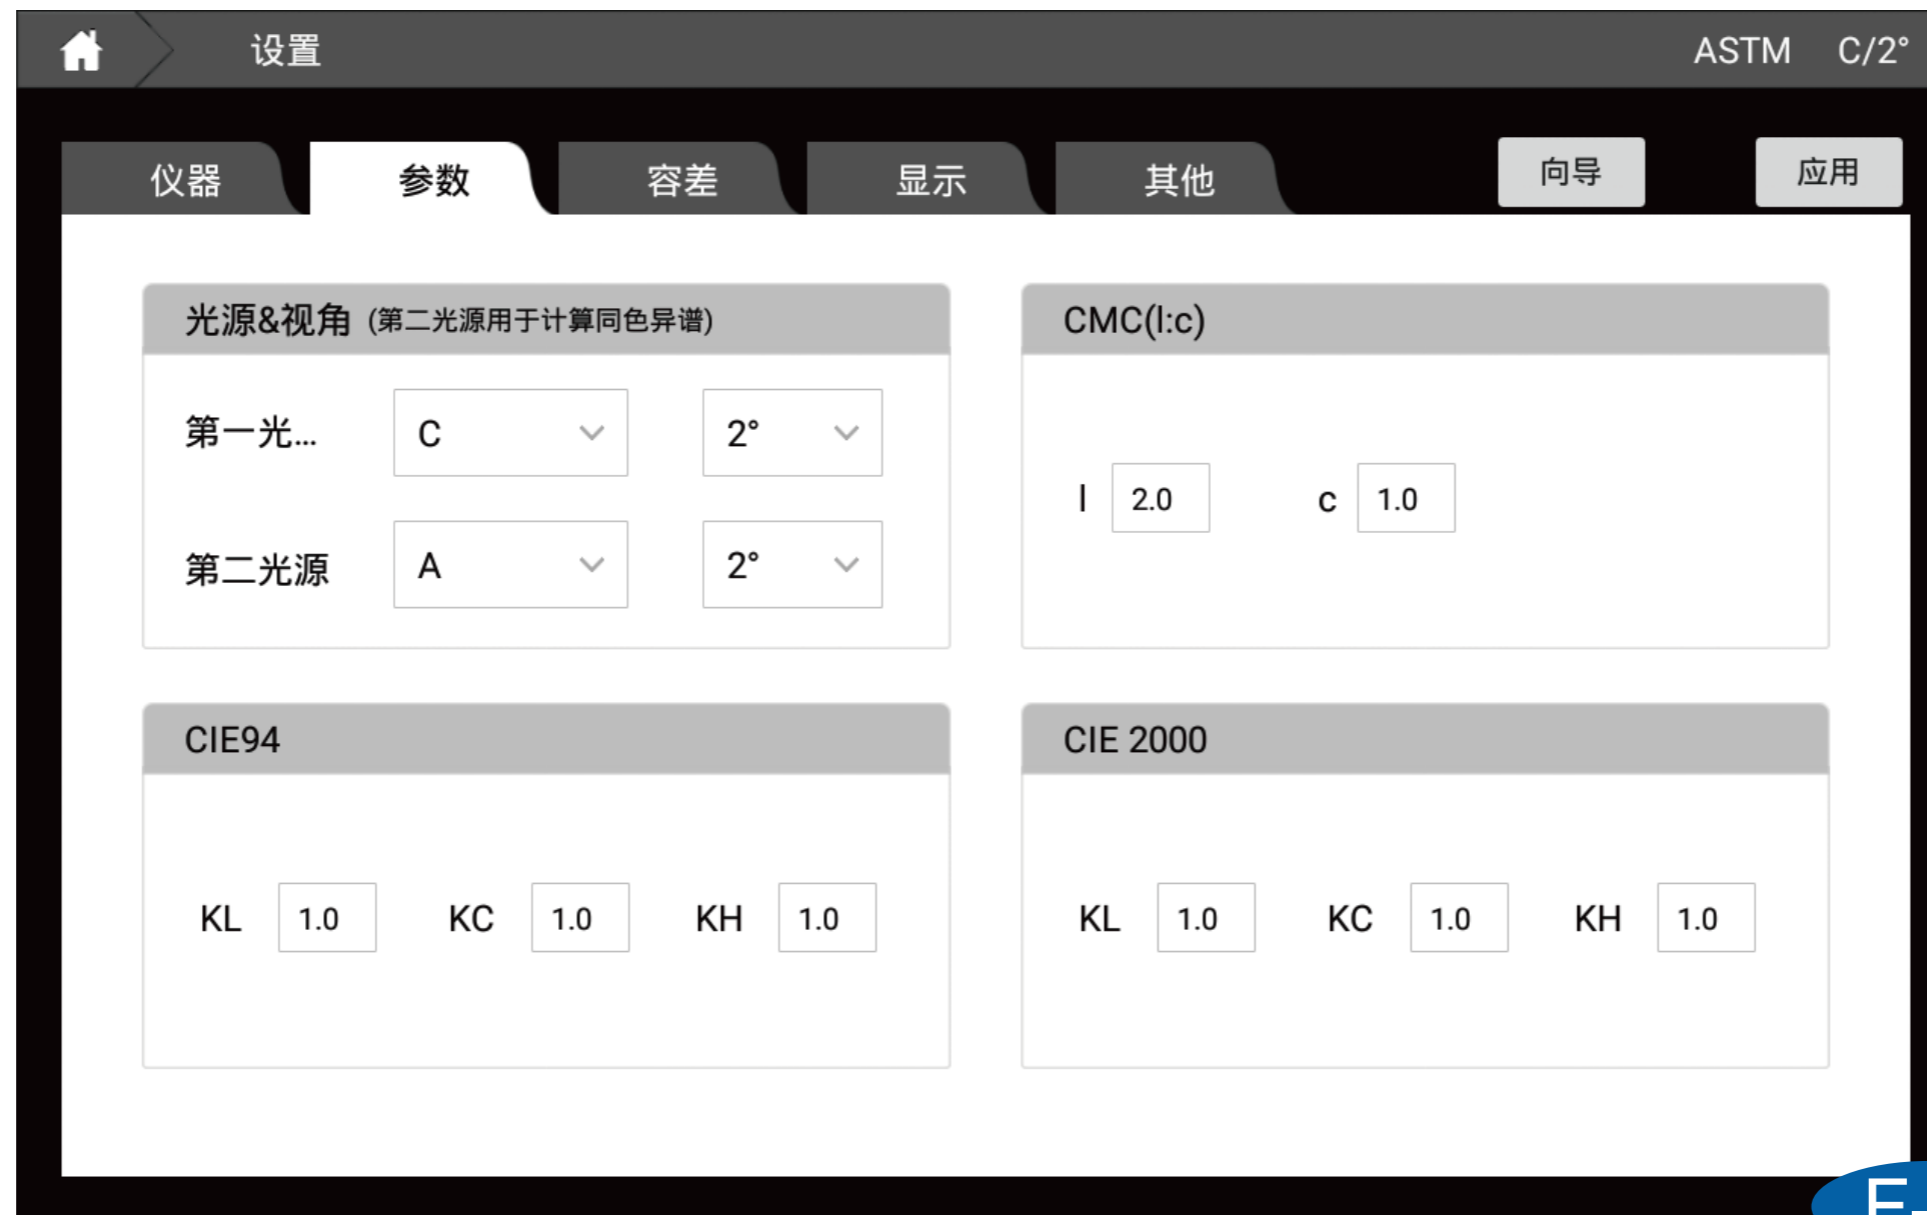 设置 ASTM C/2°
仪器 参数 容差 显示 其他 向导 应用
光源&视角 (第二光源用于计算同色异谱)
第一光... C 2°
第二光源 A 2°
CMC(l:c)
l 2.0 c 1.0
CIE94
KL 1.0 KC 1.0 KH 1.0
CIE 2000
KL 1.0 KC 1.0 KH 1.0